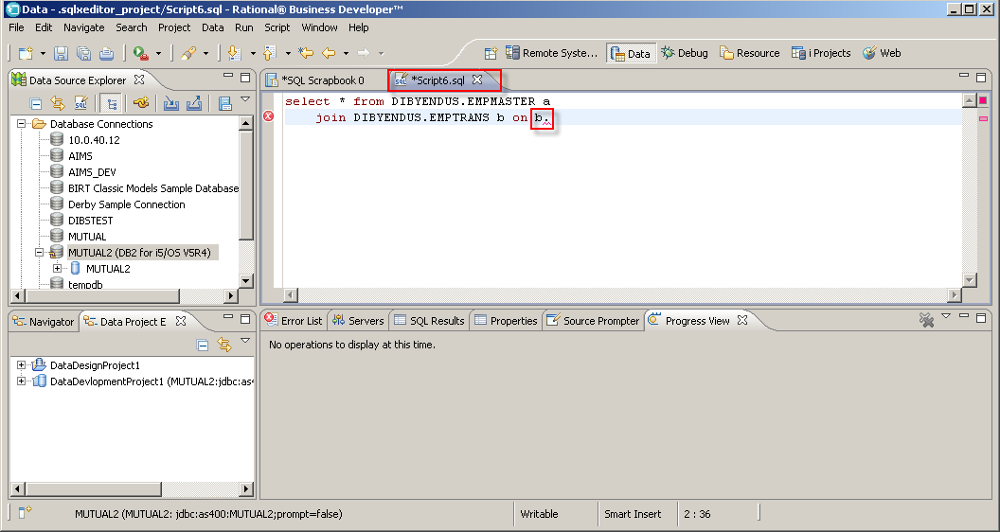 Data - .sqlxeditor_project/Script6.sql - Rational® Business Developer™
File Edit Navigate Search Project Data Run Script Window Help
Remote Syste... Data Debug Resource i Projects Web
Data Source Explorer
*SQL Scrapbook 0 *Script6.sql
SQL
Database Connections
10.0.40.12
AIMS
AIMS_DEV
BIRT Classic Models Sample Database
Derby Sample Connection
DIBSTEST
MUTUAL
MUTUAL2 (DB2 for i5/OS V5R4)
MUTUAL2
tempdb
select * from DIBYENDUS.EMPMASTER a
join DIBYENDUS.EMPTRANS b on b.
Navigator Data Project E
DataDesignProject1
DataDevlopmentProject1 (MUTUAL2:jdbc:as4
Error List Servers SQL Results Properties Source Prompter Progress View
No operations to display at this time.
MUTUAL2 (MUTUAL2: jdbc:as400:MUTUAL2;prompt=false) Writable Smart Insert 2 : 36